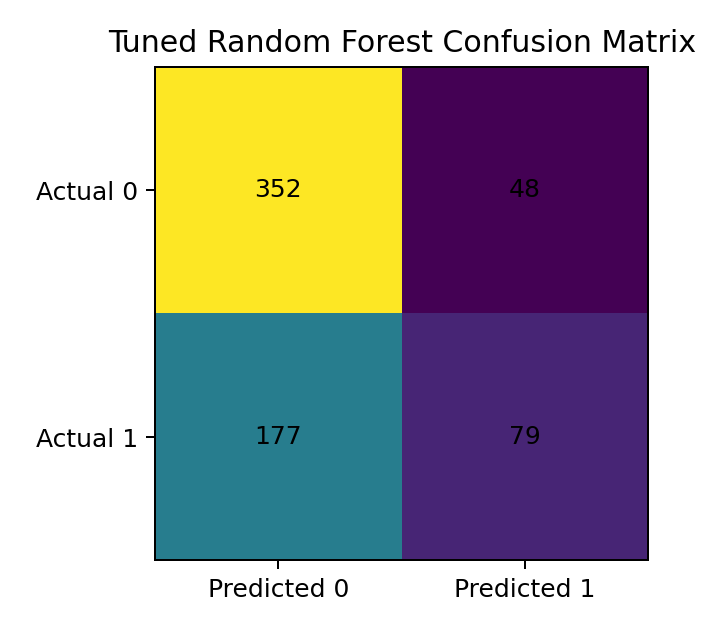 Tuned Random Forest Confusion Matrix
Actual 0
352
48
Actual 1
177
79
Predicted 0
Predicted 1